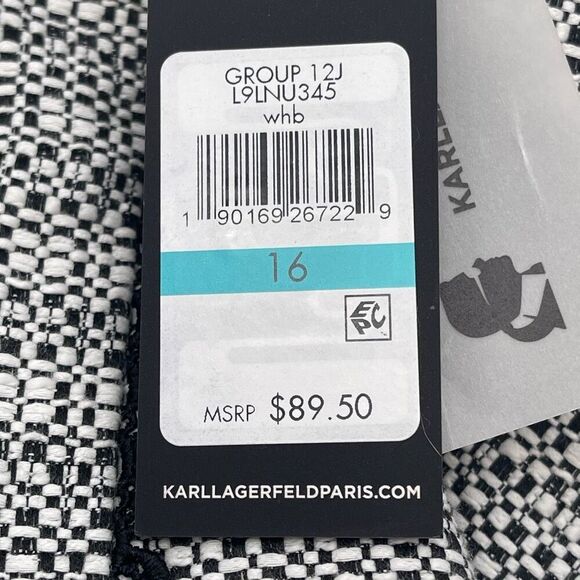 GROUP 12J
L9LNU345
whb
1 90169 26722 9
16
EPC
MSRP $89.50
KARLLAGERFELDPARIS.COM
KARL